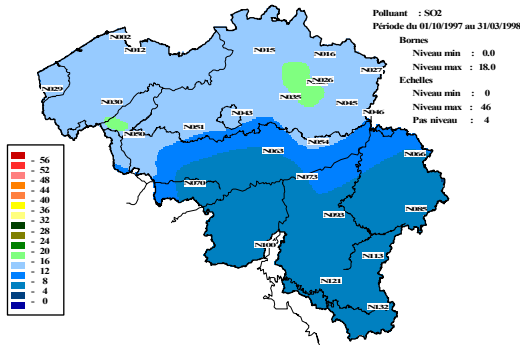 Polluant : SO2
Période du 01/10/1997 au 31/03/1998
Bornes
Niveau min : 0.0
Niveau max : 18.0
Echelles
Niveau min : 0
Niveau max : 46
Pas niveau : 4
N002
N012
N015
N016
N027
N029
N026
N030
N035
N045
N046
N043
N050
N051
N054
N063
N066
N070
N073
N085
N093
N100
N113
N121
N132
- 56
- 52
- 48
- 44
- 40
- 36
- 32
- 28
- 24
- 20
- 16
- 12
- 8
- 4
- 0